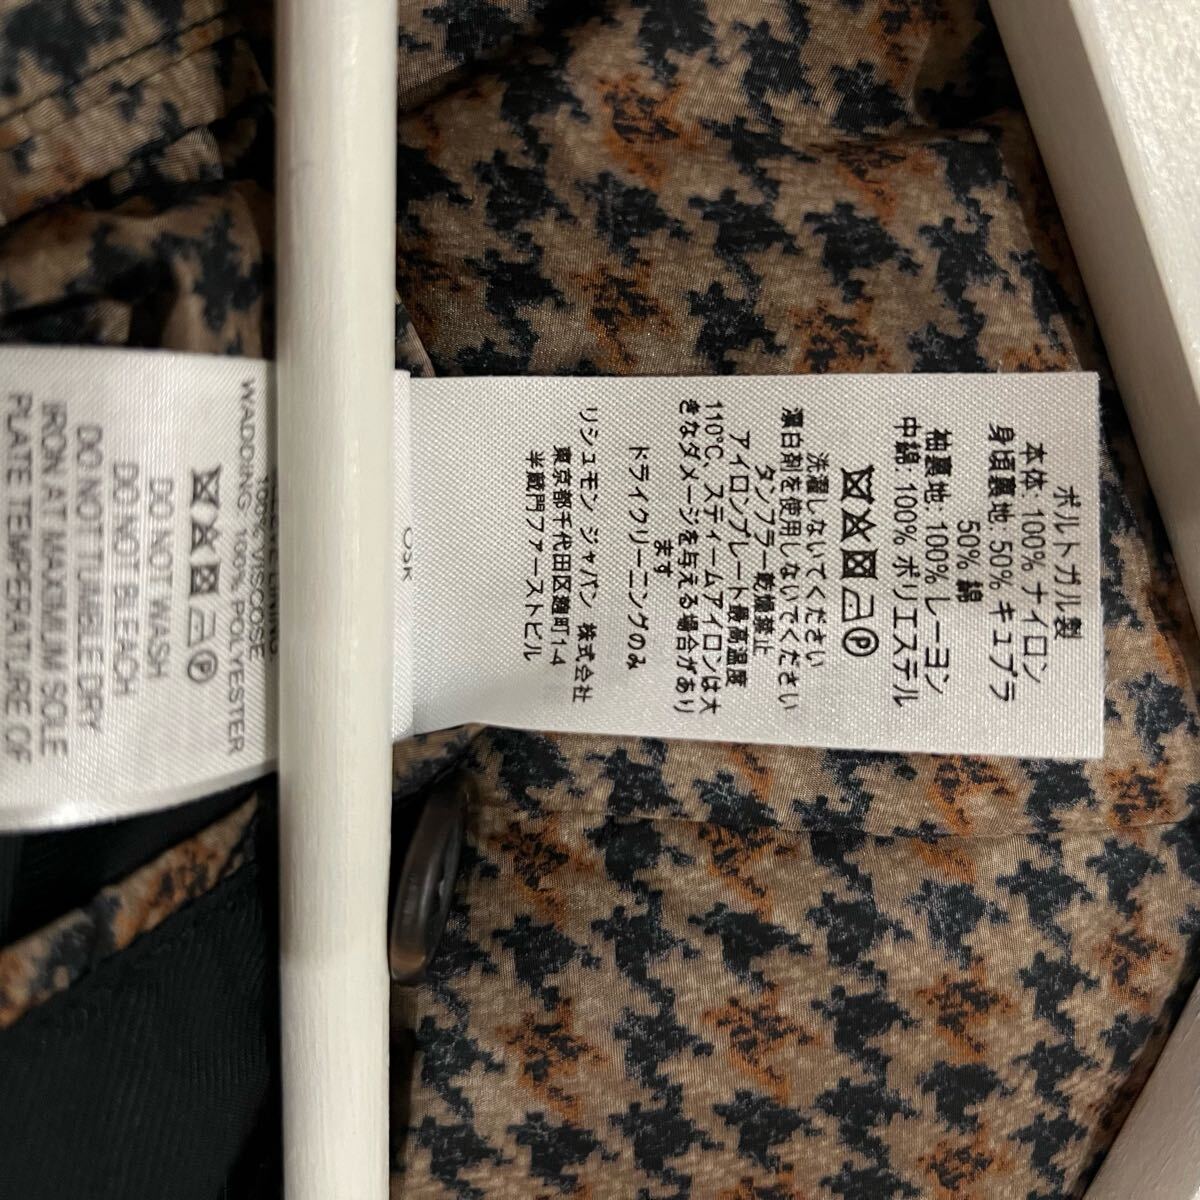 ポルトガル製
本体: 100% ナイロン
身頃裏地: 50% キュプラ
50% 綿
袖裏地: 100% レーヨン
中綿: 100% ポリエステル
洗濯しないでください
漂白剤を使用しないでください
タンブラー乾燥禁止
アイロンプレート最高温度
110℃、スティームアイロンは大
きなダメージを与える場合があり
ます
ドライクリーニングのみ
リシュモン ジャパン 株式会社
東京都千代田区麹町1-4
半蔵門ファーストビル
100% VISCOSE
WADDING 100% POLYESTER
DO NOT WASH
DO NOT BLEACH
DO NOT TUMBLE DRY
IRON AT MAXIMUM SOLE
PLATE TEMPERATURE OF